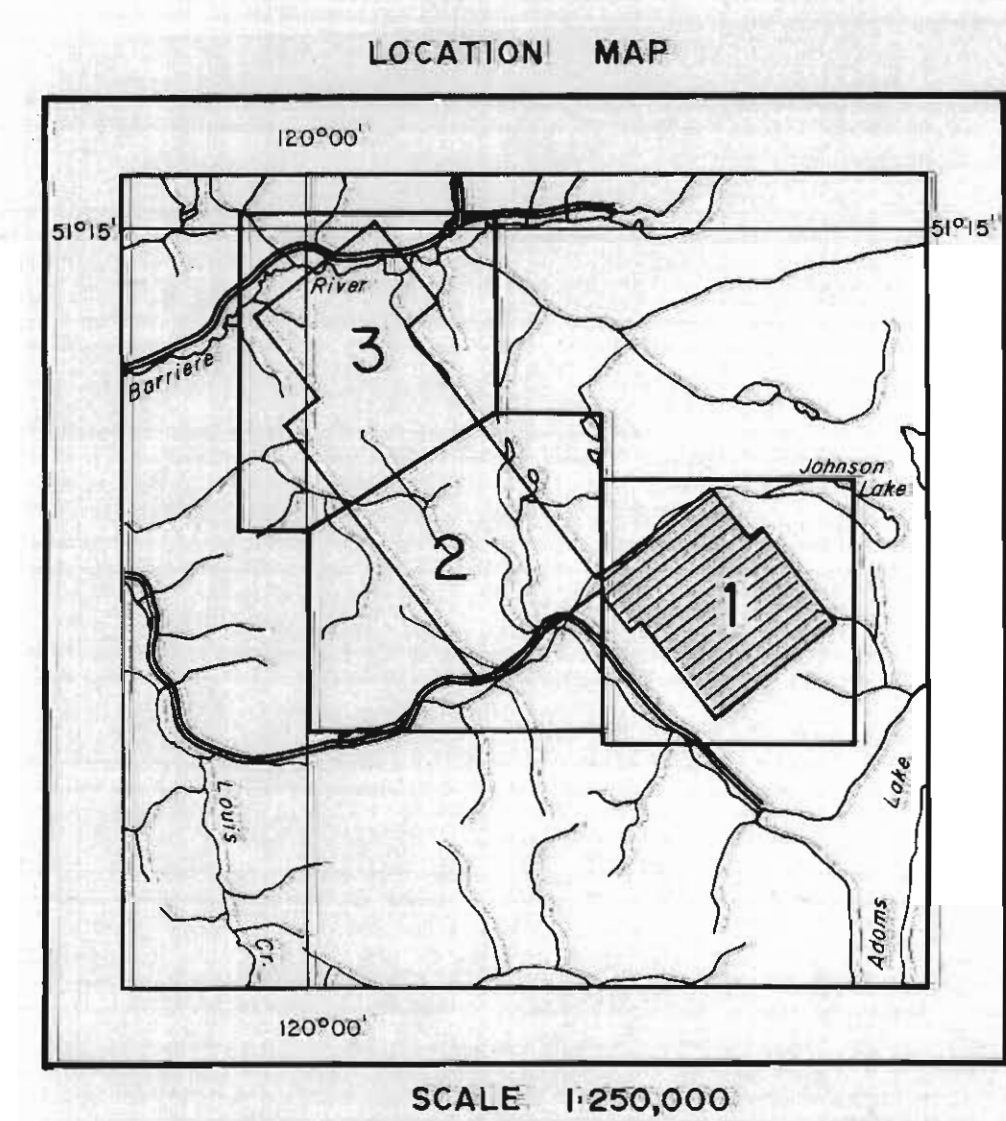 LOCATION MAP
120°00'
51°15'
51°15'
River
Barriere
3
Johnson
Lake
2
1
Louis
Cr.
Lake
Adams
120°00'
SCALE 1:250,000